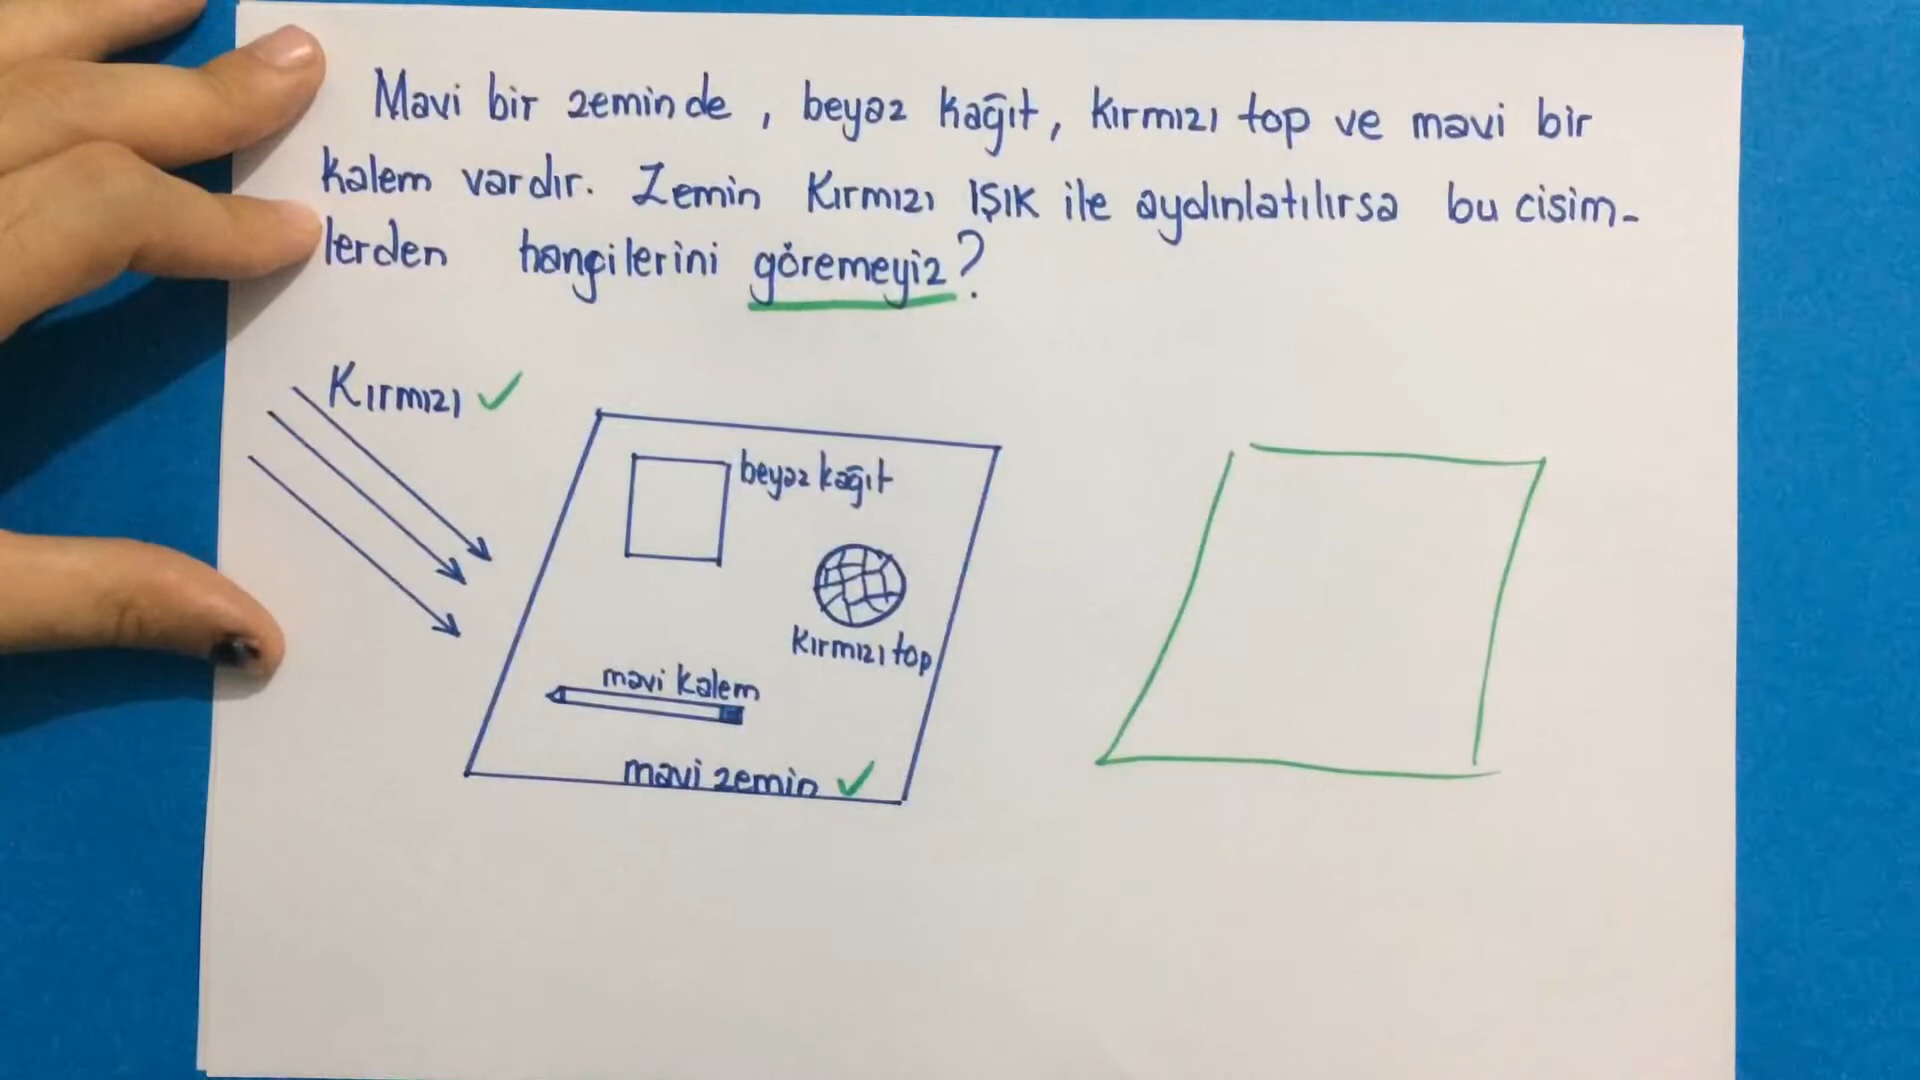 Mavi bir zeminde, beyaz kağıt, kırmızı top ve mavi bir
kalem vardır. Zemin Kırmızı IŞIK ile aydınlatılırsa bu cisim-
lerden hangilerini göremeyiz?
Kırmızı
beyaz kağıt
kırmızı top
mavi kalem
mavi zemin